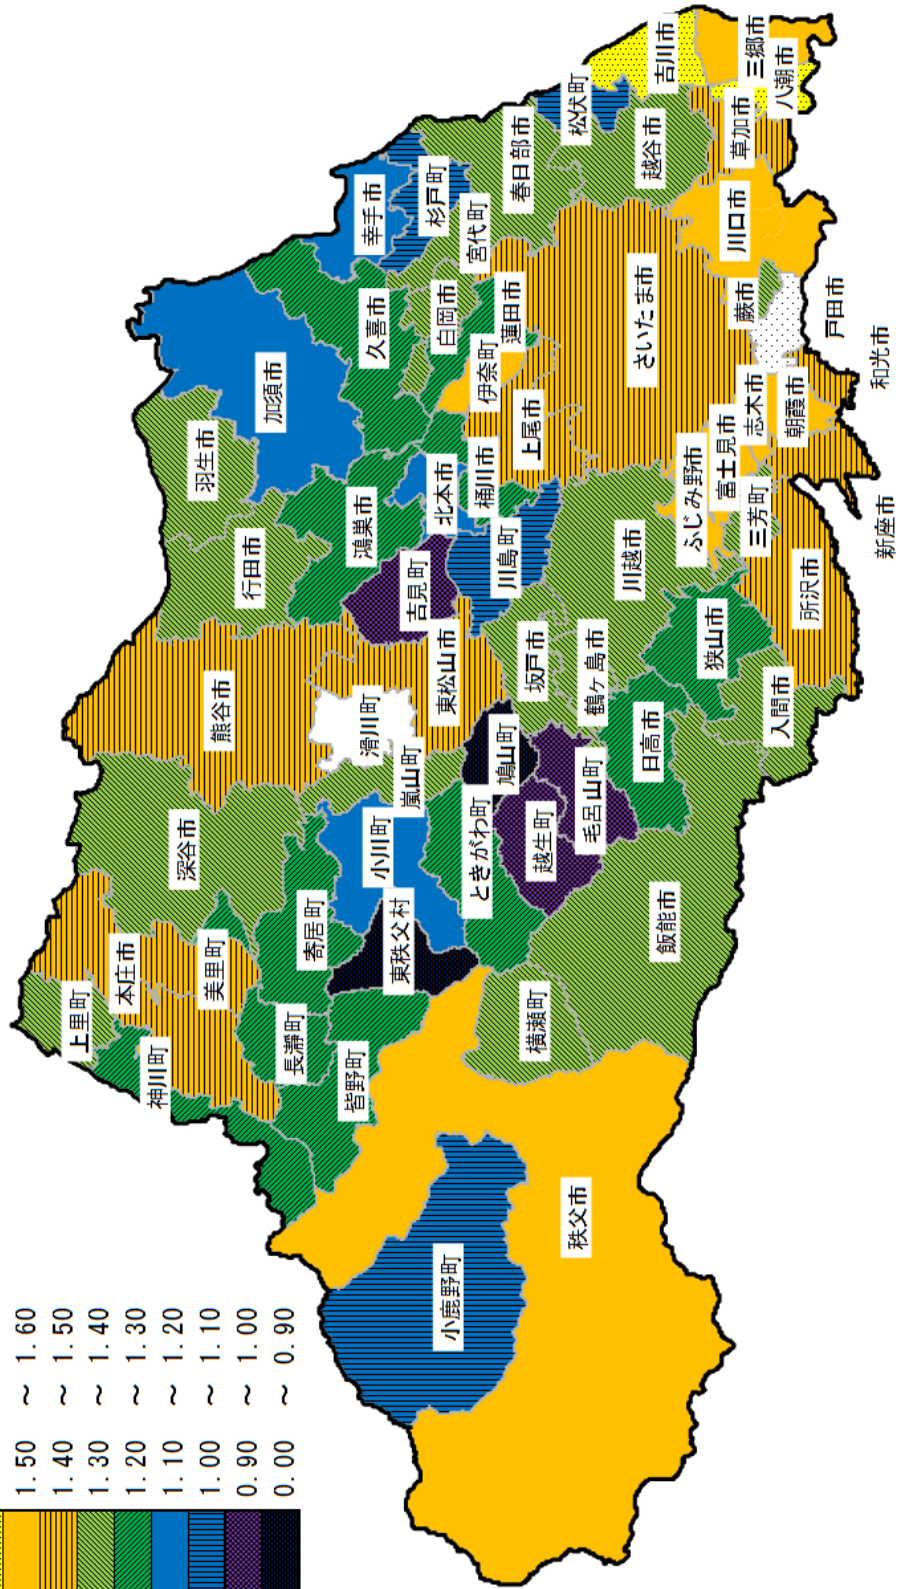 1.50 ～ 1.60
1.40 ～ 1.50
1.30 ～ 1.40
1.20 ～ 1.30
1.10 ～ 1.20
1.00 ～ 1.10
0.90 ～ 1.00
0.00 ～ 0.90
上里町
本庄市
神川町
美里町
深谷市
熊谷市
行田市
羽生市
加須市
寄居町
長瀞町
皆野町
小川町
東秩父村
嵐山町
滑川町
吉見町
鴻巣市
北本市
久喜市
幸手市
杉戸町
宮代町
白岡市
蓮田市
伊奈町
桶川市
上尾市
川島町
東松山市
鳩山町
ときがわ町
越生町
毛呂山町
坂戸市
鶴ヶ島市
日高市
川越市
狭山市
入間市
飯能市
横瀬町
秩父市
小鹿野町
所沢市
三芳町
ふじみ野市
富士見市
志木市
朝霞市
新座市
和光市
戸田市
蕨市
川口市
さいたま市
草加市
越谷市
春日部市
松伏町
吉川市
三郷市
八潮市